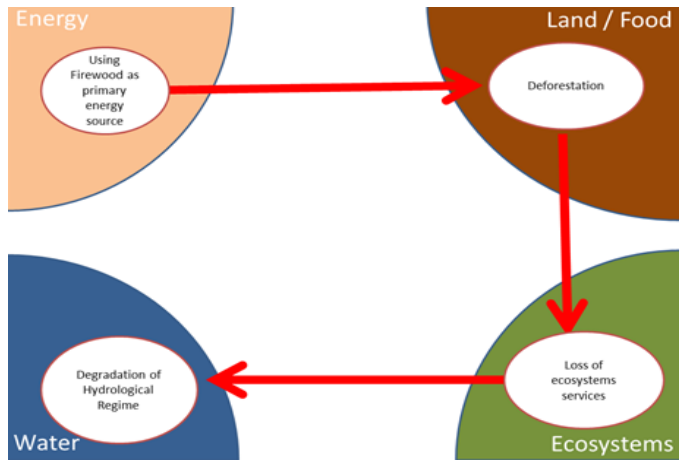 Energy
Using
Firewood as
primary
energy
source
Land / Food
Deforestation
Degradation of
Hydrological
Regime
Water
Loss of
ecosystems
services
Ecosystems